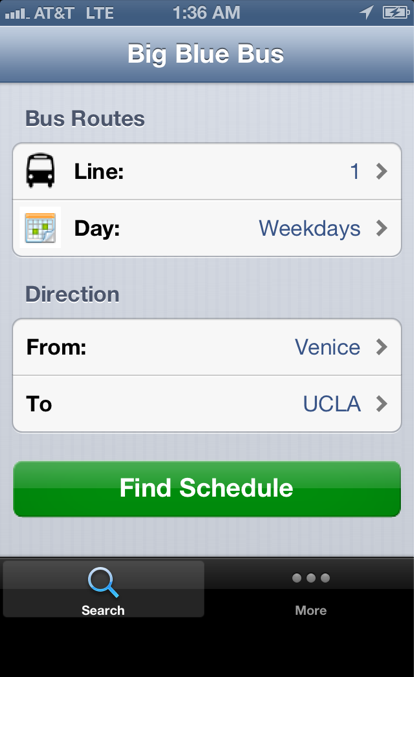 AT&T LTE 1:36 AM
Big Blue Bus
Bus Routes
Line: 1
Day: Weekdays
Direction
From: Venice
To UCLA
Find Schedule
Search More